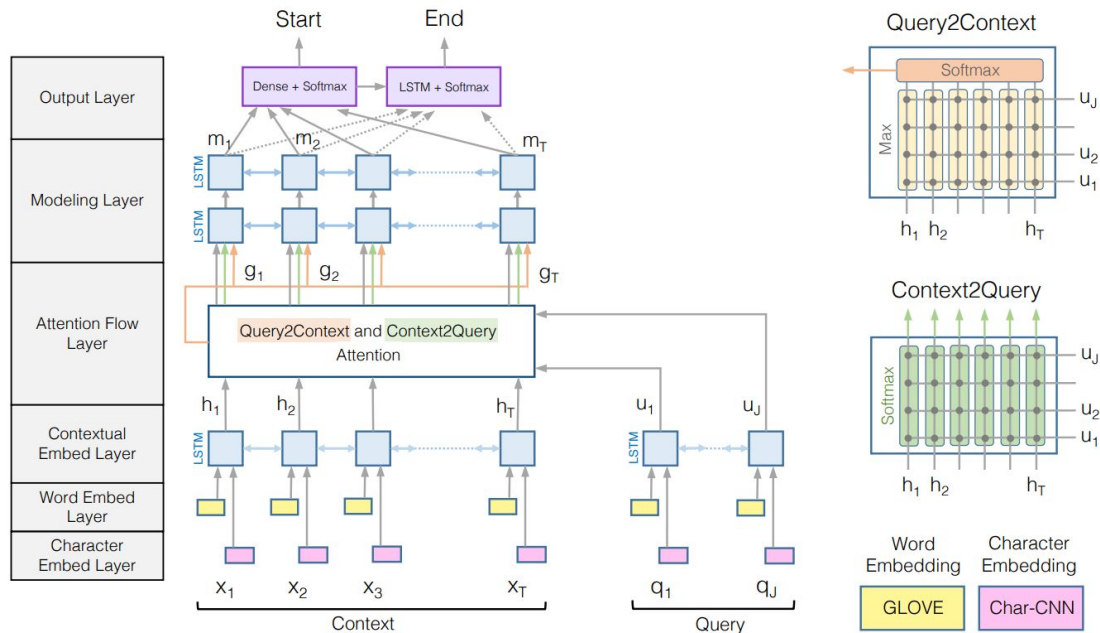 Start
End
Query2Context
Output Layer
Dense + Softmax
LSTM + Softmax
Softmax
Max
u_J
u_2
u_1
h_1
h_2
h_T
m_1
m_2
m_T
Modeling Layer
LSTM
LSTM
g_1
g_2
g_T
Attention Flow
Layer
Query2Context and Context2Query
Attention
Context2Query
Softmax
u_J
u_2
u_1
h_1
h_2
h_T
h_1
h_2
h_T
u_1
u_J
Contextual
Embed Layer
LSTM
LSTM
Word Embed
Layer
Character
Embed Layer
x_1
x_2
x_3
x_T
q_1
q_J
Context
Query
Word
Embedding
GLOVE
Character
Embedding
Char-CNN